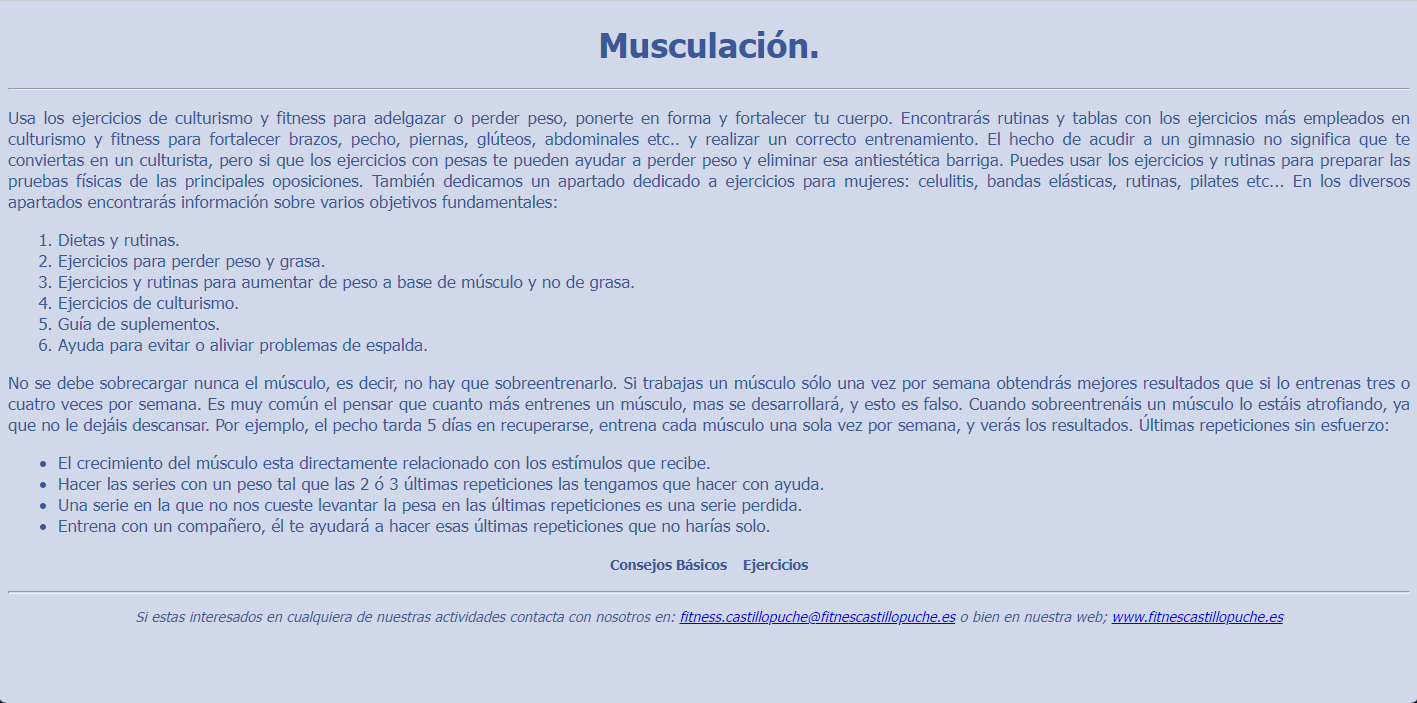 Musculación.
Usa los ejercicios de culturismo y fitness para adelgazar o perder peso, ponerte en forma y fortalecer tu cuerpo. Encontrarás rutinas y tablas con los ejercicios más empleados en
culturismo y fitness para fortalecer brazos, pecho, piernas, glúteos, abdominales etc.. y realizar un correcto entrenamiento. El hecho de acudir a un gimnasio no significa que te
conviertas en un culturista, pero si que los ejercicios con pesas te pueden ayudar a perder peso y eliminar esa antiestética barriga. Puedes usar los ejercicios y rutinas para preparar las
pruebas físicas de las principales oposiciones. También dedicamos un apartado dedicado a ejercicios para mujeres: celulitis, bandas elásticas, rutinas, pilates etc... En los diversos
apartados encontrarás información sobre varios objetivos fundamentales:
1. Dietas y rutinas.
2. Ejercicios para perder peso y grasa.
3. Ejercicios y rutinas para aumentar de peso a base de músculo y no de grasa.
4. Ejercicios de culturismo.
5. Guía de suplementos.
6. Ayuda para evitar o aliviar problemas de espalda.
No se debe sobrecargar nunca el músculo, es decir, no hay que sobreentrenarlo. Si trabajas un músculo sólo una vez por semana obtendrás mejores resultados que si lo entrenas tres o
cuatro veces por semana. Es muy común el pensar que cuanto más entrenes un músculo, mas se desarrollará, y esto es falso. Cuando sobreentrenáis un músculo lo estáis atrofiando, ya
que no le dejáis descansar. Por ejemplo, el pecho tarda 5 días en recuperarse, entrena cada músculo una sola vez por semana, y verás los resultados. Últimas repeticiones sin esfuerzo:
• El crecimiento del músculo esta directamente relacionado con los estímulos que recibe.
• Hacer las series con un peso tal que las 2 ó 3 últimas repeticiones las tengamos que hacer con ayuda.
• Una serie en la que no nos cueste levantar la pesa en las últimas repeticiones es una serie perdida.
• Entrena con un compañero, él te ayudará a hacer esas últimas repeticiones que no harías solo.
Consejos Básicos Ejercicios
Si estas interesados en cualquiera de nuestras actividades contacta con nosotros en: fitness.castillopuche@fitnescastillopuche.es o bien en nuestra web; www.fitnescastillopuche.es